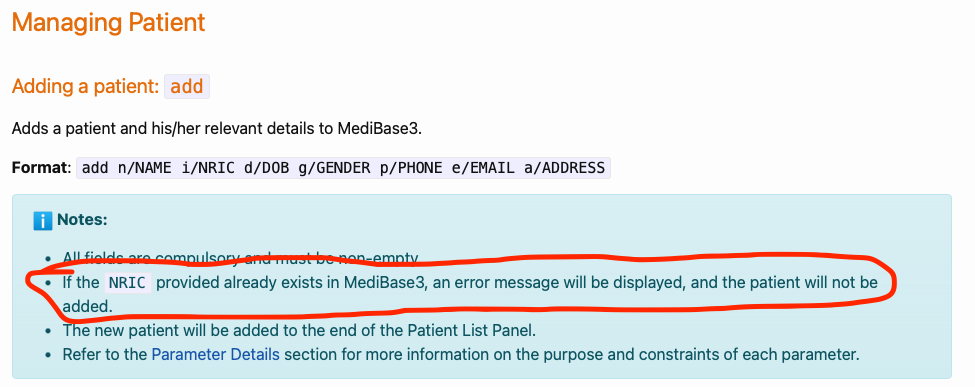 Managing Patient
Adding a patient: add
Adds a patient and his/her relevant details to MediBase3.
Format: add n/NAME i/NRIC d/DOB g/GENDER p/PHONE e/EMAIL a/ADDRESS
i Notes:
• All fields are compulsory and must be non-empty.
• If the NRIC provided already exists in MediBase3, an error message will be displayed, and the patient will not be
added.
• The new patient will be added to the end of the Patient List Panel.
• Refer to the Parameter Details section for more information on the purpose and constraints of each parameter.